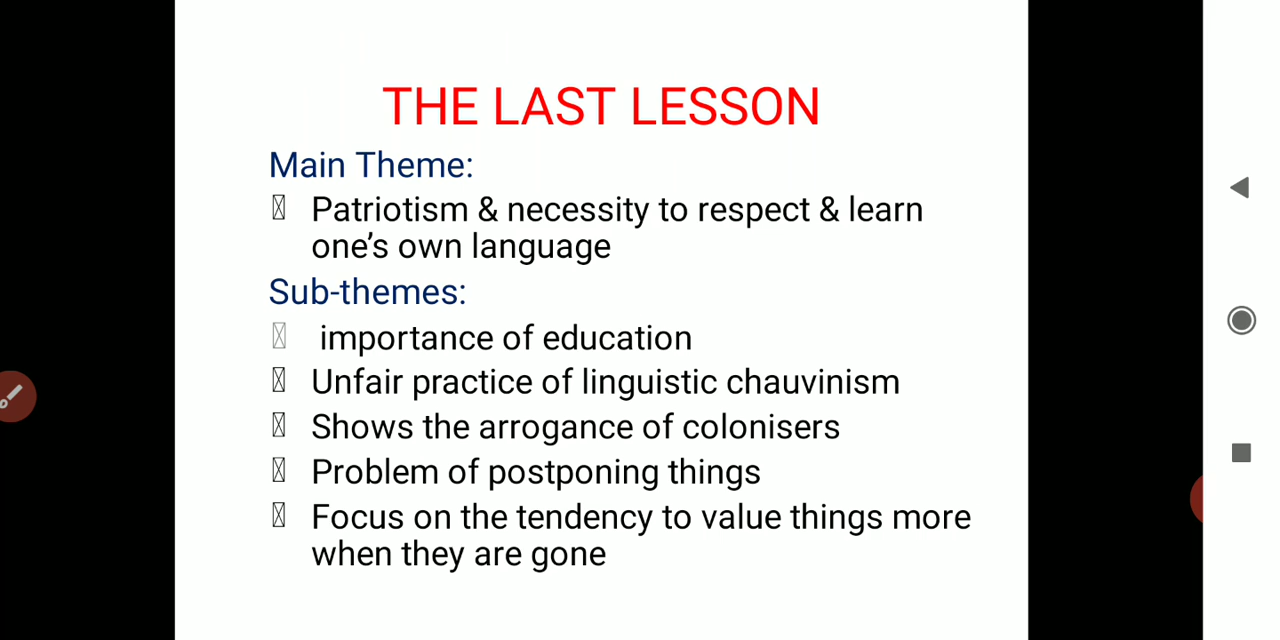 THE LAST LESSON
Main Theme:
Patriotism & necessity to respect & learn
one’s own language
Sub-themes:
importance of education
Unfair practice of linguistic chauvinism
Shows the arrogance of colonisers
Problem of postponing things
Focus on the tendency to value things more
when they are gone